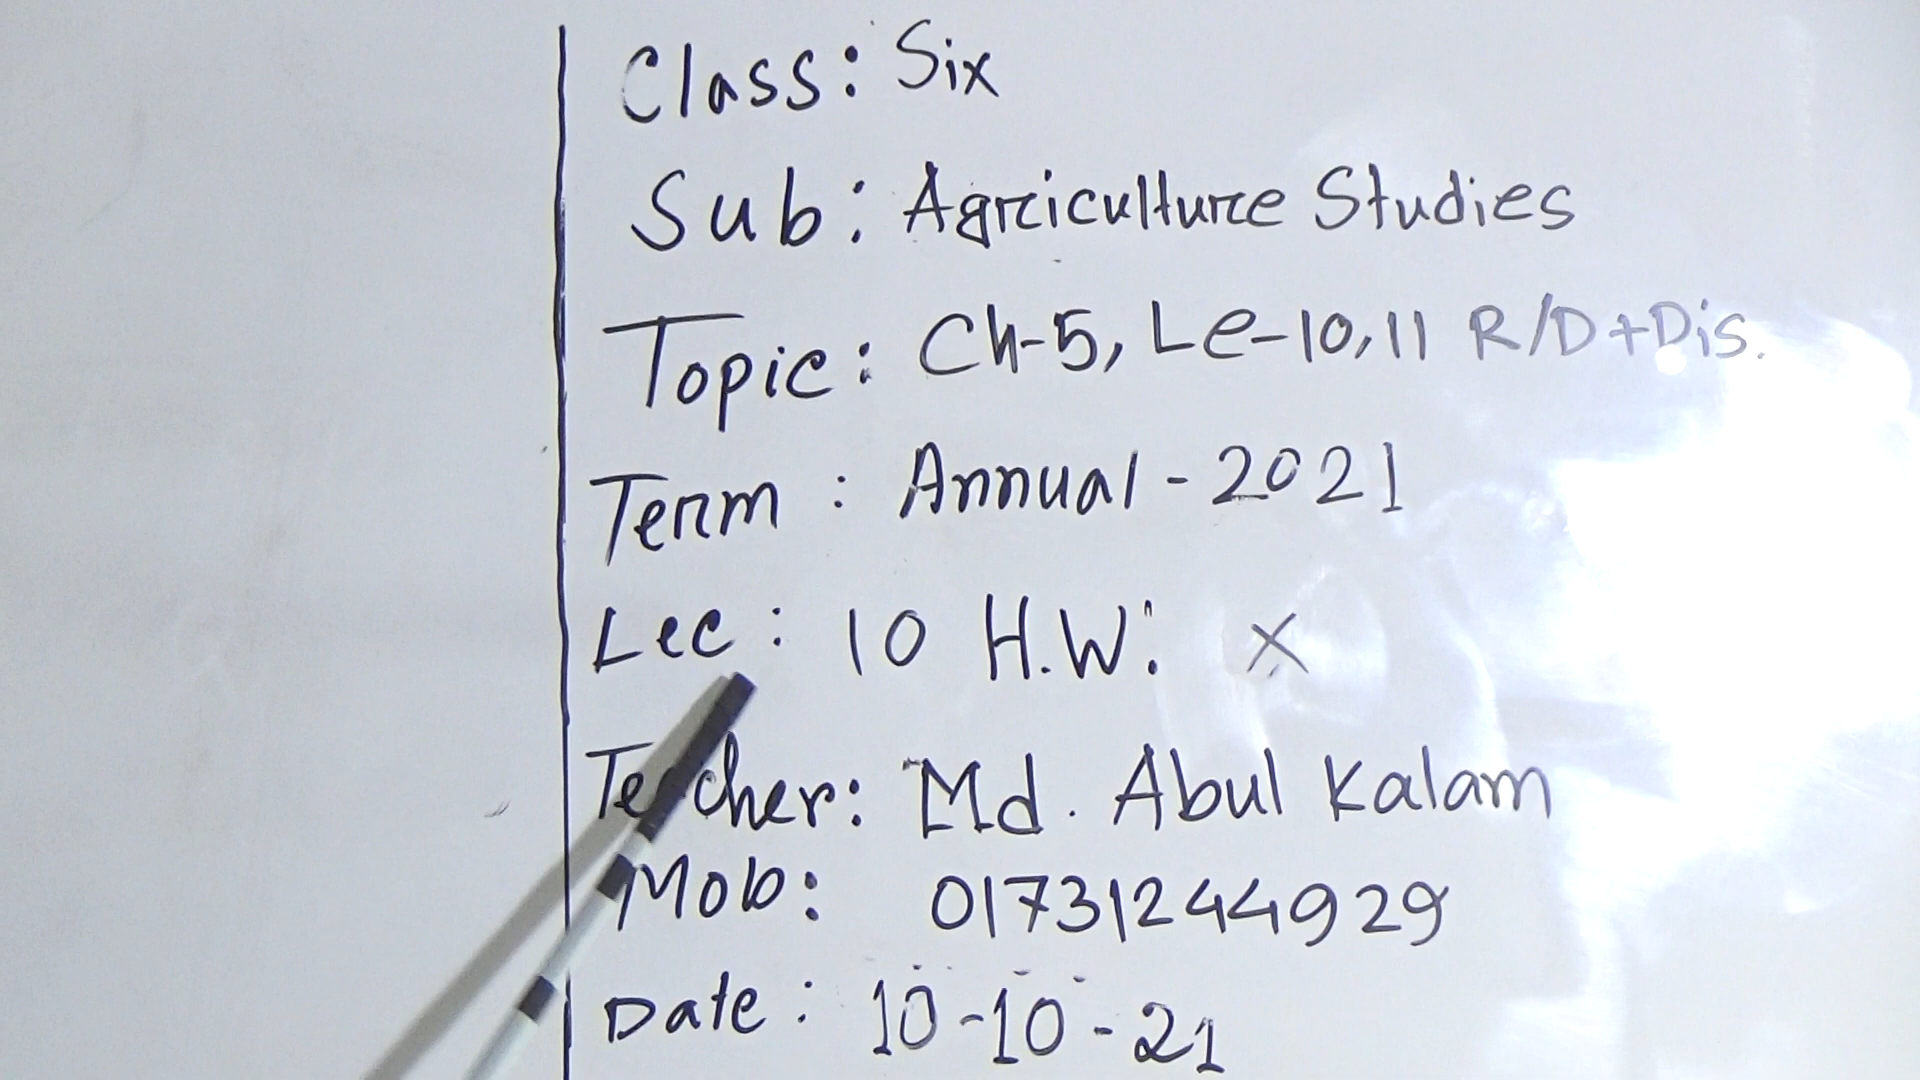 Class: Six
Sub: Agriculture Studies
Topic: Ch-5, Le-10,11 R/D+Dis.
Term : Annual - 2021
Lec : 10 H.W: X
Teacher: Md. Abul Kalam
Mob: 01731244929
Date : 10-10-21